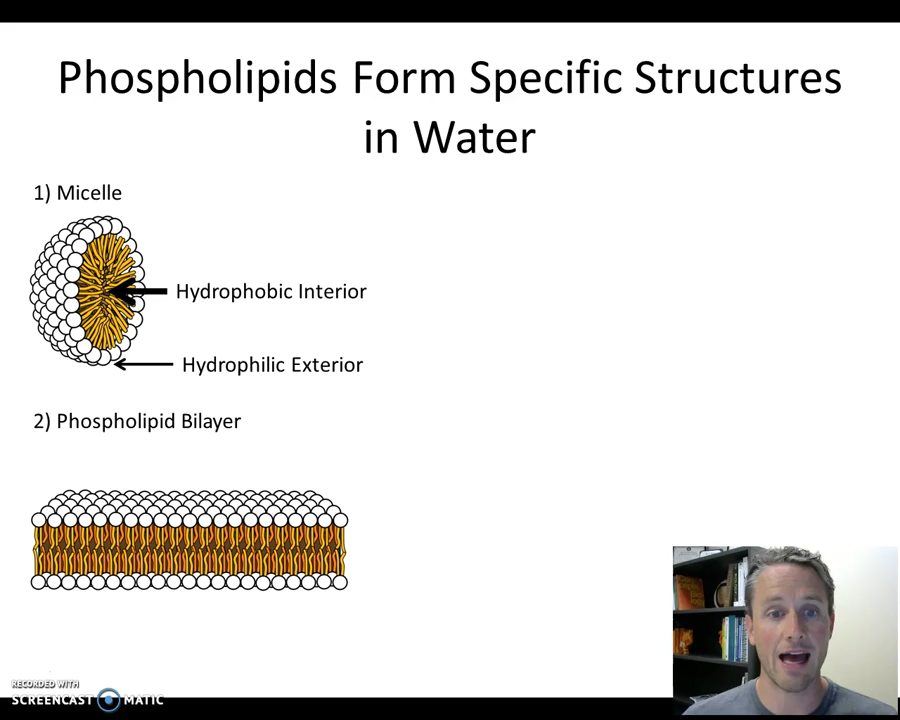 Phospholipids Form Specific Structures
in Water
1) Micelle
Hydrophobic Interior
Hydrophilic Exterior
2) Phospholipid Bilayer
RECORDED WITH
SCREENCAST MATIC